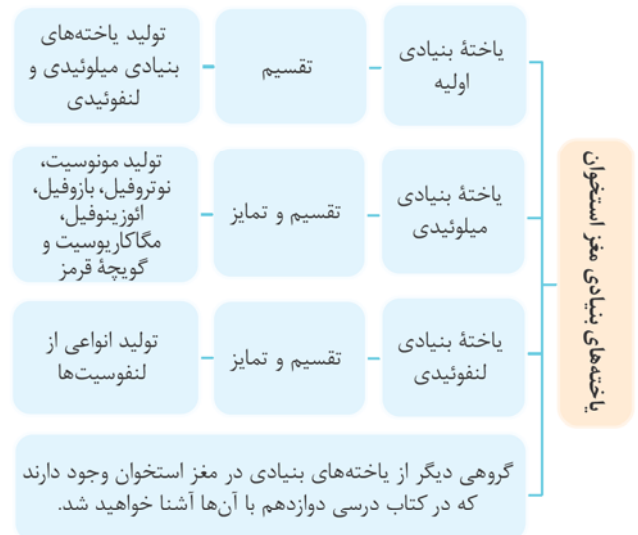 یاخته‌های بنیادی مغز استخوان
یاختهٔ بنیادی
اولیه
تقسیم
تولید یاخته‌های
بنیادی میلوئیدی و
لنفوئیدی
یاختهٔ بنیادی
میلوئیدی
تقسیم و تمایز
تولید مونوسیت،
نوتروفیل، بازوفیل،
ائوزینوفیل،
مگاکاریوسیت و
گویچهٔ قرمز
یاختهٔ بنیادی
لنفوئیدی
تقسیم و تمایز
تولید انواعی از
لنفوسیت‌ها
گروهی دیگر از یاخته‌های بنیادی در مغز استخوان وجود دارند
که در کتاب درسی دوازدهم با آن‌ها آشنا خواهید شد.